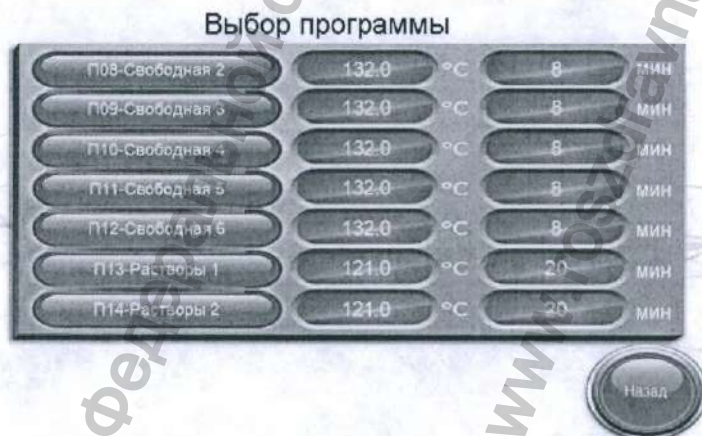 Выбор программы
П08-Свободная 2 132.0 °C 8 мин
П09-Свободная 3 132.0 °C 8 мин
П10-Свободная 4 132.0 °C 8 мин
П11-Свободная 5 132.0 °C 8 мин
П12-Свободная 6 132.0 °C 8 мин
П13-Растворы 1 121.0 °C 20 мин
П14-Растворы 2 121.0 °C 20 мин
Назад